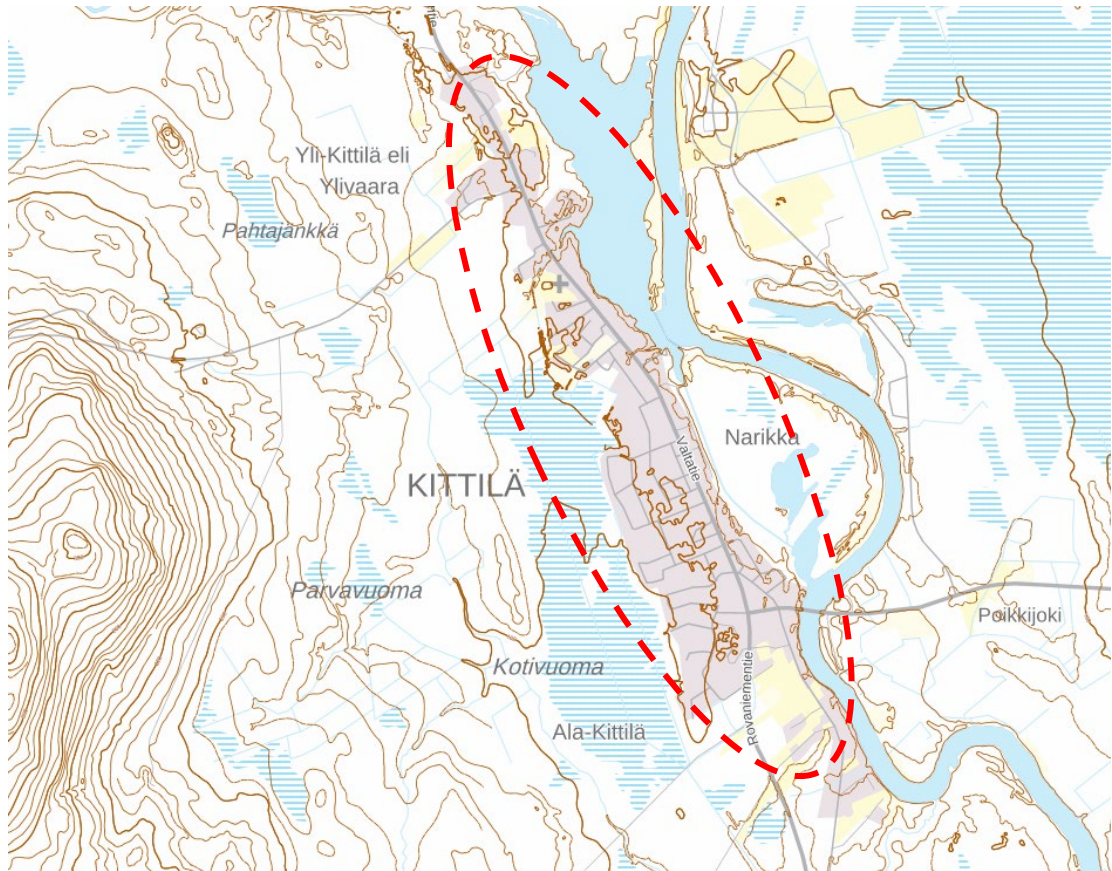 Yli-Kittilä eli
Ylivaara
Pahtajänkkä
Narikka
Valtatie
KITTILÄ
Parvavuoma
Poikkijoki
Kotivuoma
Rovaniementie
Ala-Kittilä